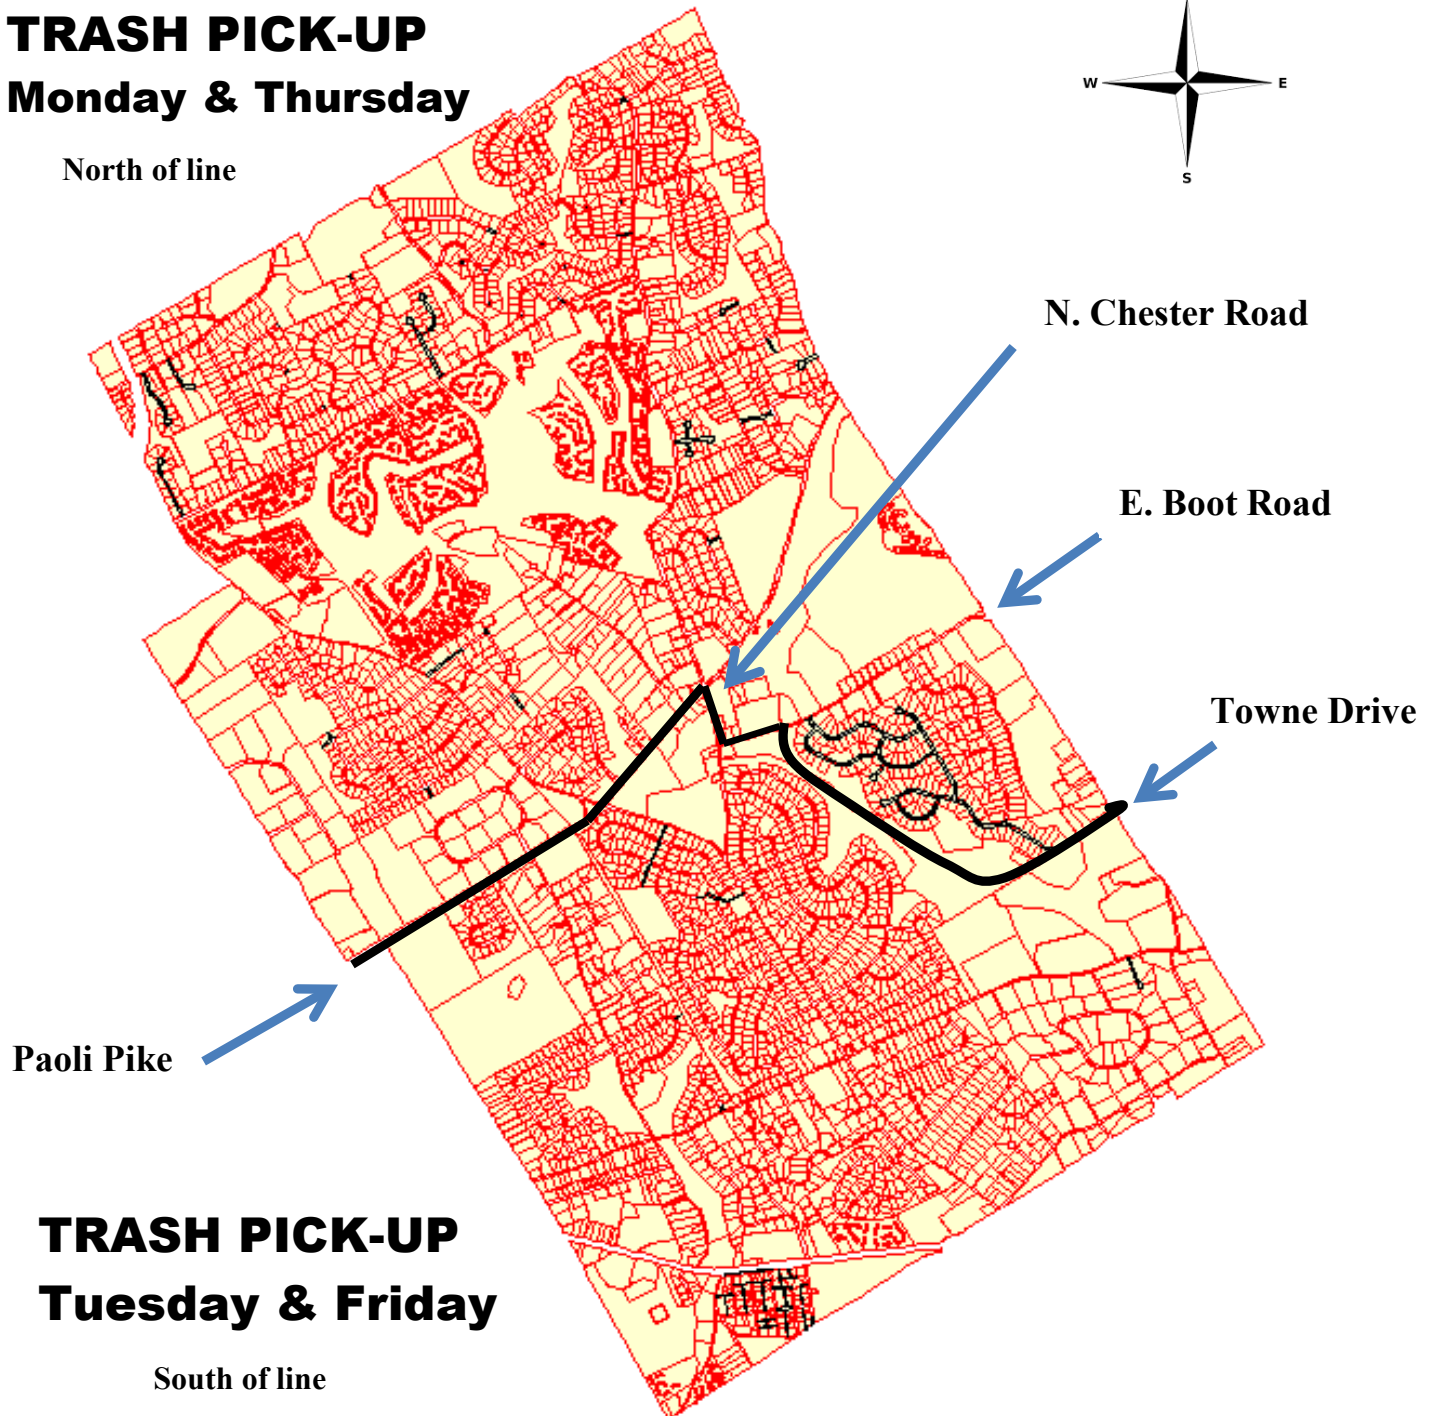 TRASH PICK-UP
Monday & Thursday
North of line
W
E
S
N. Chester Road
E. Boot Road
Towne Drive
Paoli Pike
TRASH PICK-UP
Tuesday & Friday
South of line